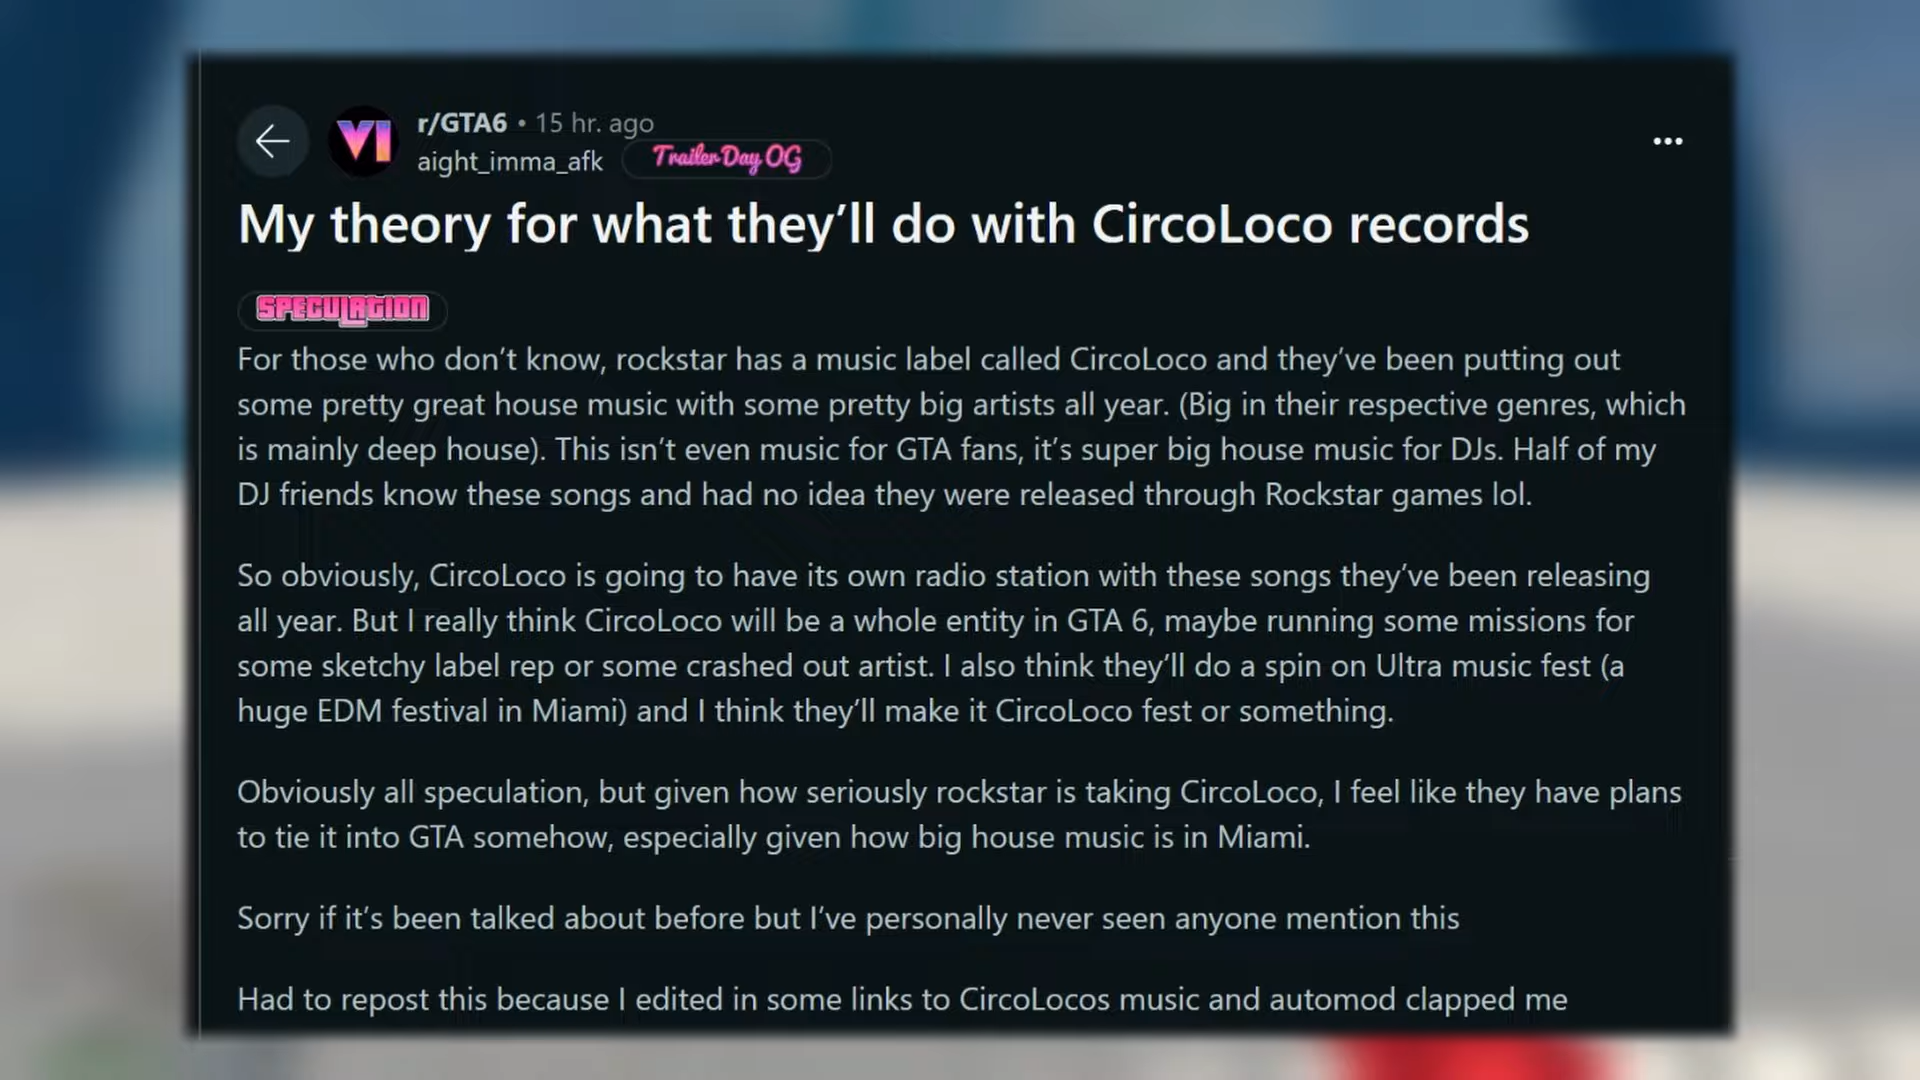 VI
r/GTA6 • 15 hr. ago
aight_imma_afk Trailer Day OG
My theory for what they’ll do with CircoLoco records
SPECULATION
For those who don’t know, rockstar has a music label called CircoLoco and they’ve been putting out
some pretty great house music with some pretty big artists all year. (Big in their respective genres, which
is mainly deep house). This isn’t even music for GTA fans, it’s super big house music for DJs. Half of my
DJ friends know these songs and had no idea they were released through Rockstar games lol.
So obviously, CircoLoco is going to have its own radio station with these songs they’ve been releasing
all year. But I really think CircoLoco will be a whole entity in GTA 6, maybe running some missions for
some sketchy label rep or some crashed out artist. I also think they’ll do a spin on Ultra music fest (a
huge EDM festival in Miami) and I think they’ll make it CircoLoco fest or something.
Obviously all speculation, but given how seriously rockstar is taking CircoLoco, I feel like they have plans
to tie it into GTA somehow, especially given how big house music is in Miami.
Sorry if it’s been talked about before but I’ve personally never seen anyone mention this
Had to repost this because I edited in some links to CircoLocos music and automod clapped me